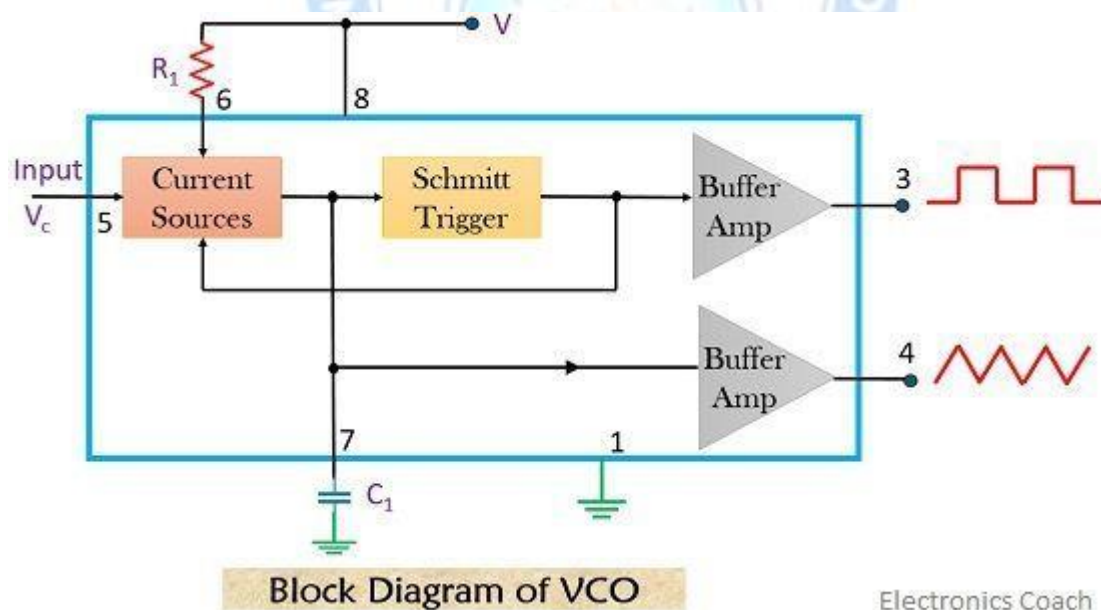 V
R₁
6
8
Input
V꜀
5
Current
Sources
Schmitt
Trigger
Buffer
Amp
3
Buffer
Amp
4
7
1
C₁
Block Diagram of VCO
Electronics Coach